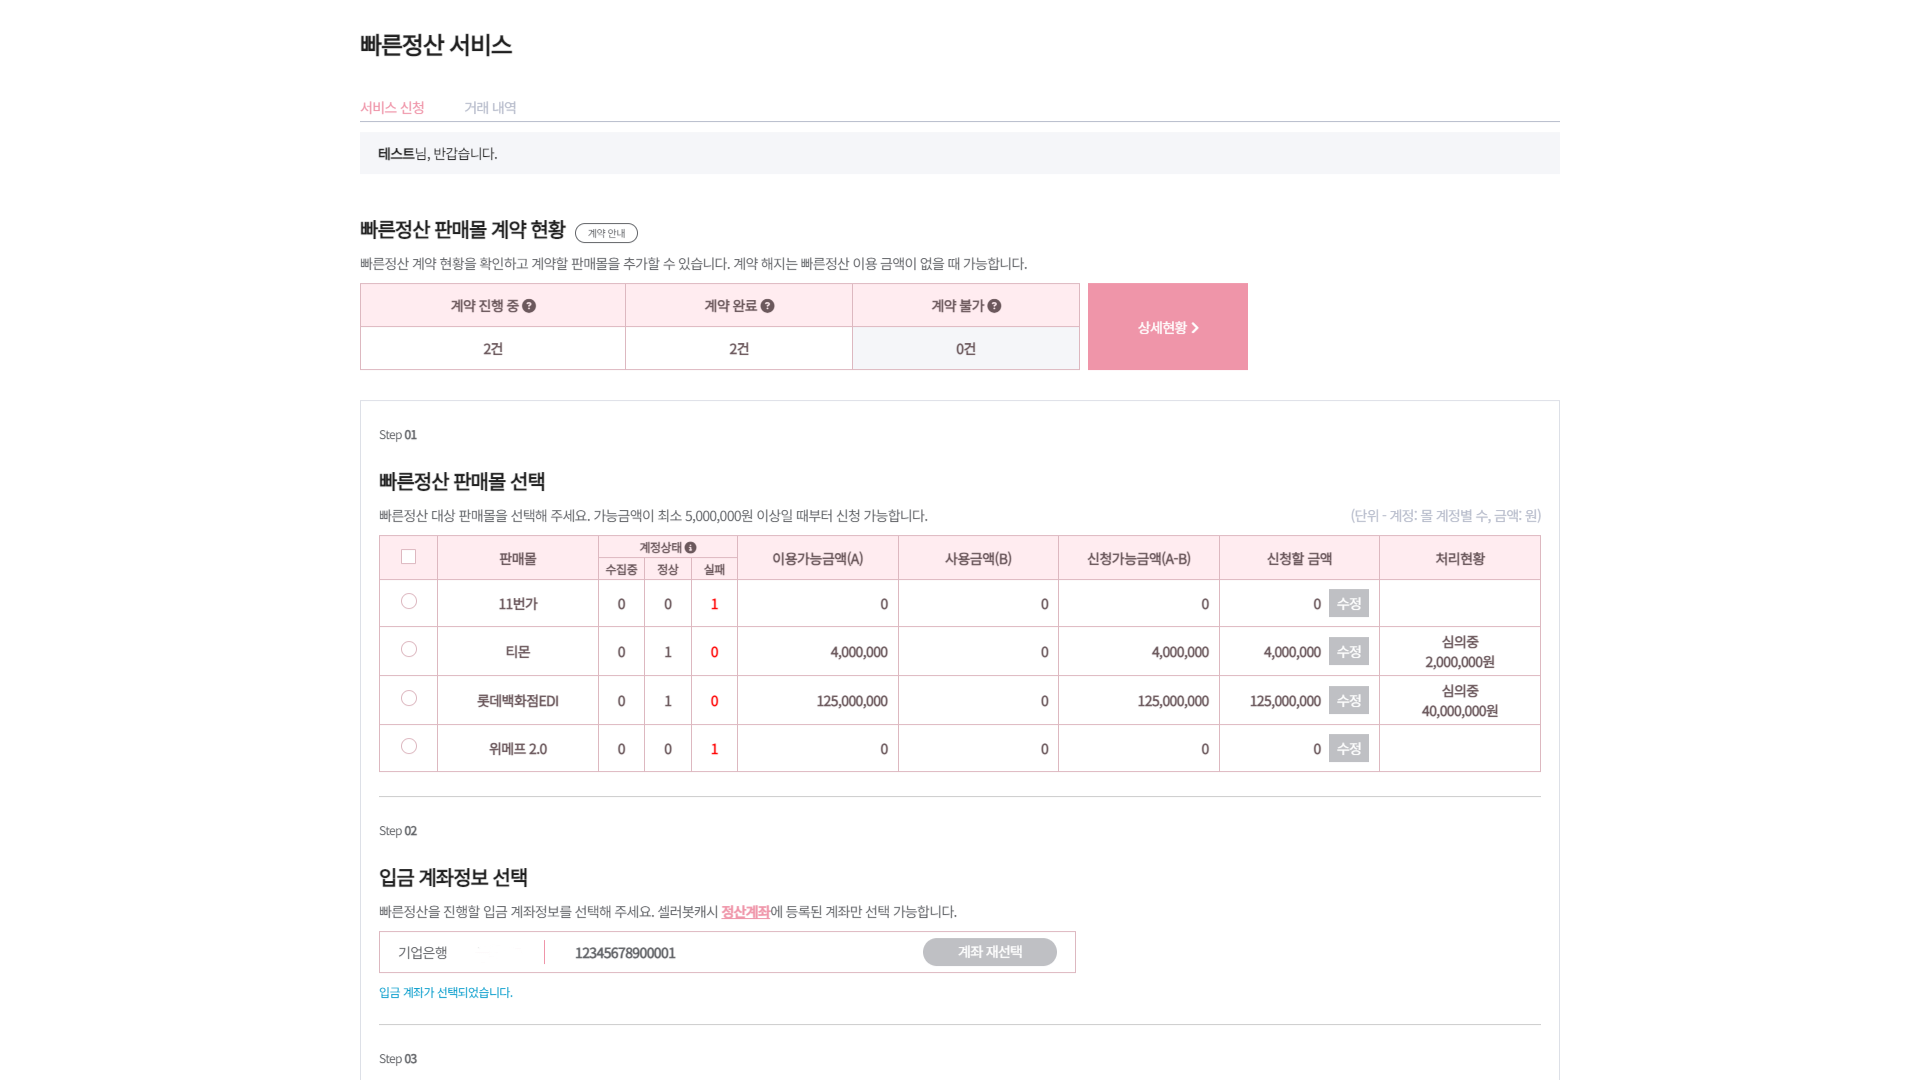 빠른정산 서비스
서비스 신청 거래 내역
테스트님, 반갑습니다.
빠른정산 판매몰 계약 현황 계약 안내
빠른정산 계약 현황을 확인하고 계약할 판매몰을 추가할 수 있습니다. 계약 해지는 빠른정산 이용 금액이 없을 때 가능합니다.
계약 진행 중 ? 계약 완료 ? 계약 불가 ?
상세현황
2건 2건 0건
Step 01
빠른정산 판매몰 선택
빠른정산 대상 판매몰을 선택해 주세요. 가능금액이 최소 5,000,000원 이상일 때부터 신청 가능합니다. (단위 - 계정: 몰 계정별 수, 금액: 원)
판매몰 계정상태 이용가능금액(A) 사용금액(B) 신청가능금액(A-B) 신청할 금액 처리현황
수집중 정상 실패
11번가 0 0 1 0 0 0 0 수정
티몬 0 1 0 4,000,000 0 4,000,000 4,000,000 수정 심의중
2,000,000원
롯데백화점EDI 0 1 0 125,000,000 0 125,000,000 125,000,000 수정 심의중
40,000,000원
위메프 2.0 0 0 1 0 0 0 0 수정
Step 02
입금 계좌정보 선택
빠른정산을 진행할 입금 계좌정보를 선택해 주세요. 셀러봇캐시 정산계좌에 등록된 계좌만 선택 가능합니다.
기업은행 12345678900001 계좌 재선택
입금 계좌가 선택되었습니다.
Step 03